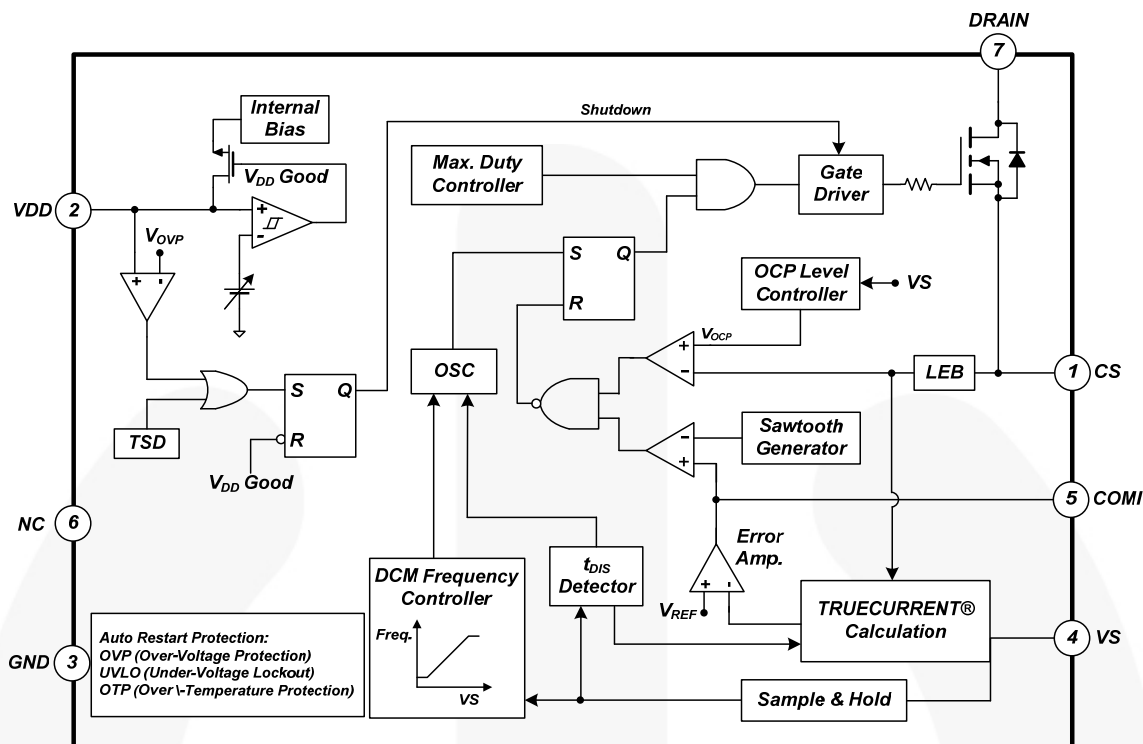 DRAIN
7
Internal
Bias
Shutdown
Max. Duty
Controller
Gate
Driver
VDD Good
VDD
2
+
-
VOVP
+
-
S
Q
R
OCP Level
Controller
VS
VOCP
+
-
OSC
LEB
1
CS
S
Q
R
TSD
VDD Good
-
+
Sawtooth
Generator
5
COMI
NC
6
Error
Amp.
tDIS
Detector
DCM Frequency
Controller
Freq.
VS
+
-
VREF
TRUECURRENT®
Calculation
4
VS
GND
3
Auto Restart Protection:
OVP (Over-Voltage Protection)
UVLO (Under-Voltage Lockout)
OTP (Over \-Temperature Protection)
Sample & Hold